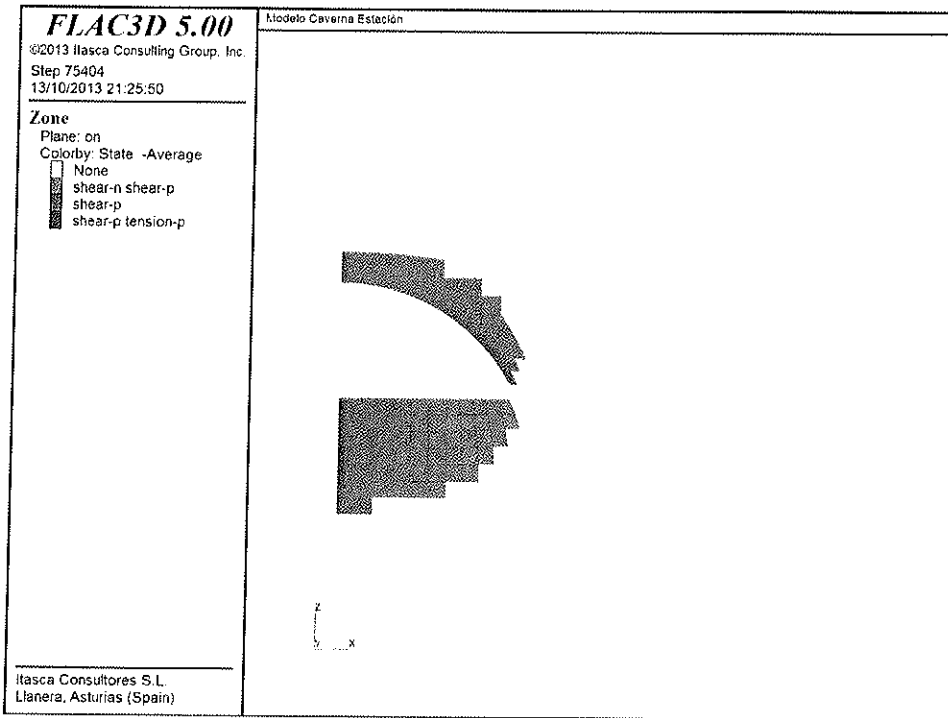 FLAC3D 5.00
©2013 Itasca Consulting Group, Inc.
Step 75404
13/10/2013 21:25:50
Zone
Plane: on
Colorby: State -Average
None
shear-n shear-p
shear-p
shear-p tension-p
Itasca Consultores S.L.
Llanera, Asturias (Spain)
Modelo Caverna Estación
Z
Y X